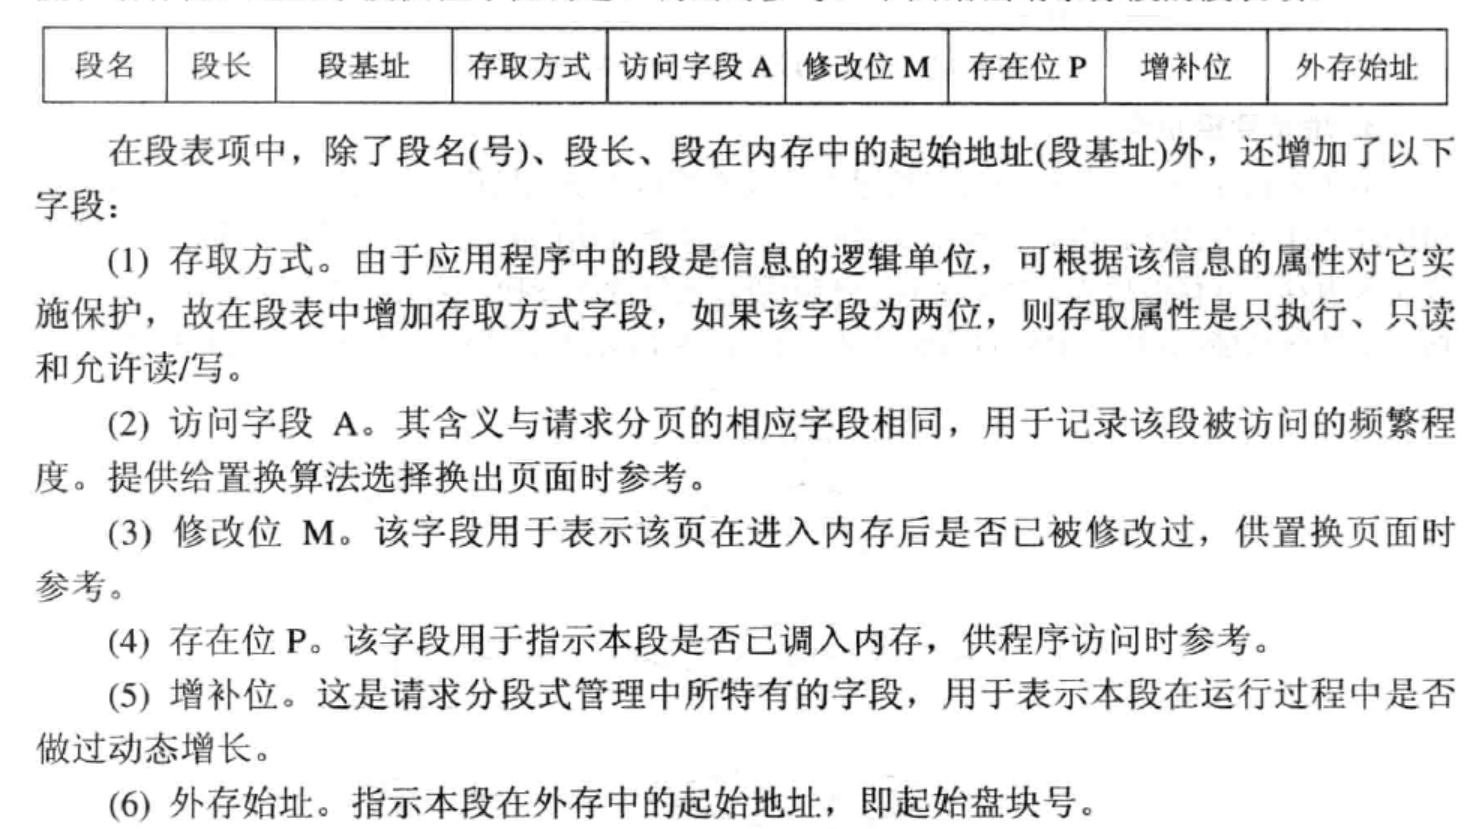 段名 段长 段基址 存取方式 访问字段 A 修改位 M 存在位 P 增补位 外存始址
在段表项中，除了段名(号)、段长、段在内存中的起始地址(段基址)外，还增加了以下
字段：
(1) 存取方式。由于应用程序中的段是信息的逻辑单位，可根据该信息的属性对它实
施保护，故在段表中增加存取方式字段，如果该字段为两位，则存取属性是只执行、只读
和允许读/写。
(2) 访问字段 A。其含义与请求分页的相应字段相同，用于记录该段被访问的频繁程
度。提供给置换算法选择换出页面时参考。
(3) 修改位 M。该字段用于表示该页在进入内存后是否已被修改过，供置换页面时
参考。
(4) 存在位 P。该字段用于指示本段是否已调入内存，供程序访问时参考。
(5) 增补位。这是请求分段式管理中所特有的字段，用于表示本段在运行过程中是否
做过动态增长。
(6) 外存始址。指示本段在外存中的起始地址，即起始盘块号。